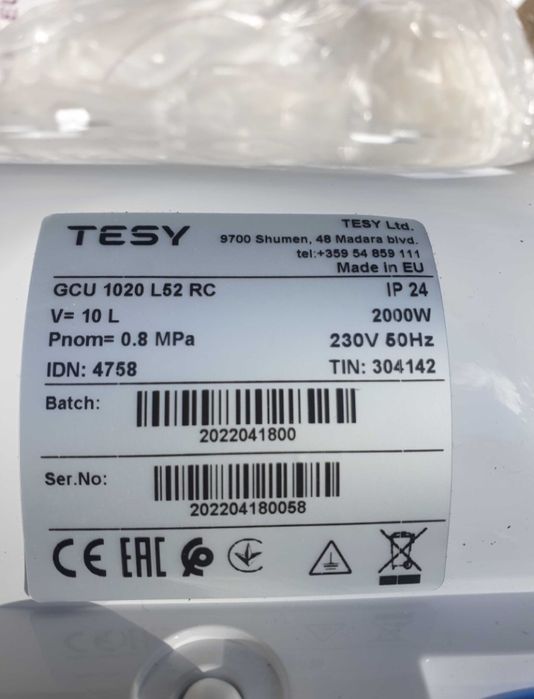 TESY
TESY Ltd.
9700 Shumen, 48 Madara blvd.
tel:+359 54 859 111
Made in EU
GCU 1020 L52 RC IP 24
V= 10 L 2000W
Pnom= 0.8 MPa 230V 50Hz
IDN: 4758 TIN: 304142
Batch:
2022041800
Ser.No:
202204180058
CE EAC